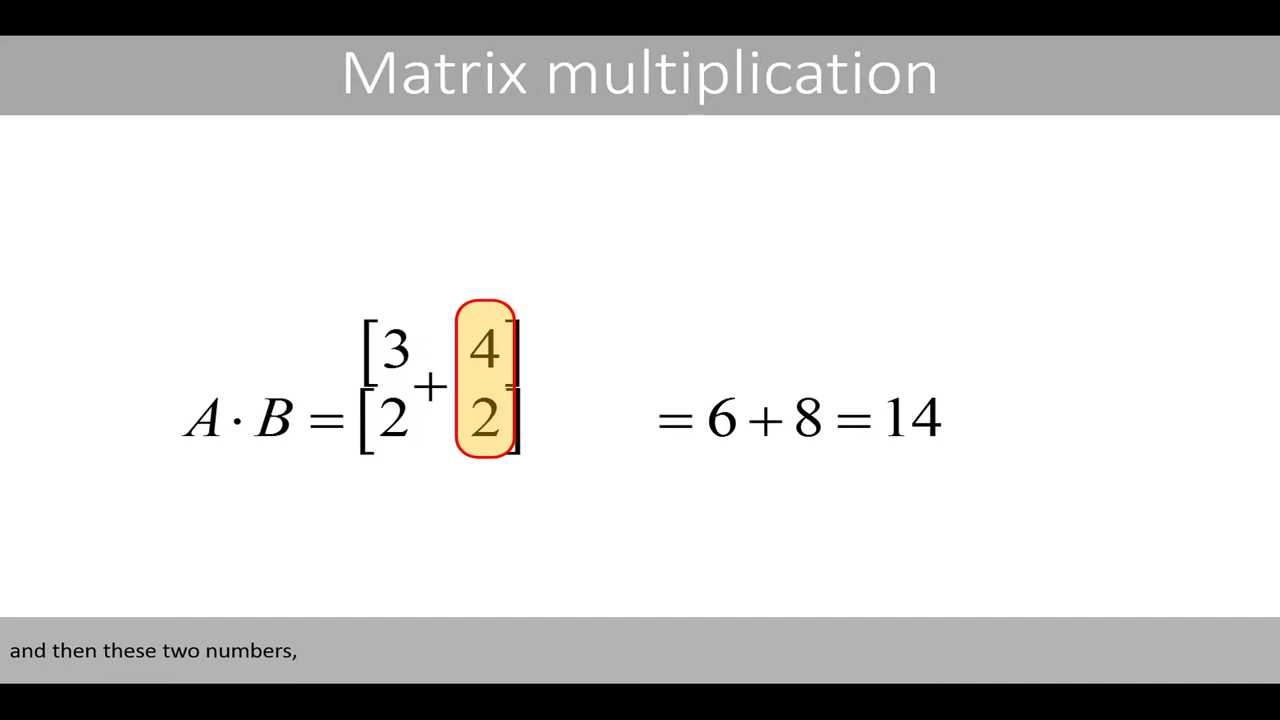 Matrix multiplication
[3 + 4]
A · B = [2 2] = 6 + 8 = 14
and then these two numbers,